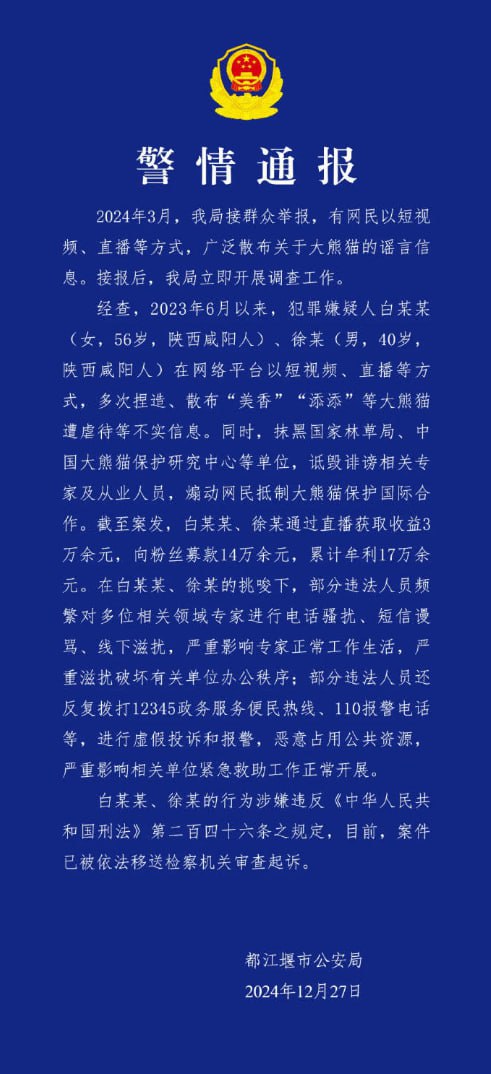 警情通报
2024年3月，我局接群众举报，有网民以短视
频、直播等方式，广泛散布关于大熊猫的谣言信
息。接报后，我局立即开展调查工作。
经查，2023年6月以来，犯罪嫌疑人白某某
（女，56岁，陕西咸阳人）、徐某（男，40岁，
陕西咸阳人）在网络平台以短视频、直播等方
式，多次捏造、散布“美香”“添添”等大熊猫
遭虐待等不实信息。同时，抹黑国家林草局、中
国大熊猫保护研究中心等单位，诋毁诽谤相关专
家及从业人员，煽动网民抵制大熊猫保护国际合
作。截至案发，白某某、徐某通过直播获取收益3
万余元，向粉丝募款14万余元，累计牟利17万余
元。在白某某、徐某的挑唆下，部分违法人员频
繁对多位相关领域专家进行电话骚扰、短信谩
骂、线下滋扰，严重影响专家正常工作生活，严
重滋扰破坏有关单位办公秩序；部分违法人员还
反复拨打12345政务服务便民热线、110报警电话
等，进行虚假投诉和报警，恶意占用公共资源，
严重影响相关单位紧急救助工作正常开展。
白某某、徐某的行为涉嫌违反《中华人民共
和国刑法》第二百四十六条之规定，目前，案件
已被依法移送检察机关审查起诉。
都江堰市公安局
2024年12月27日